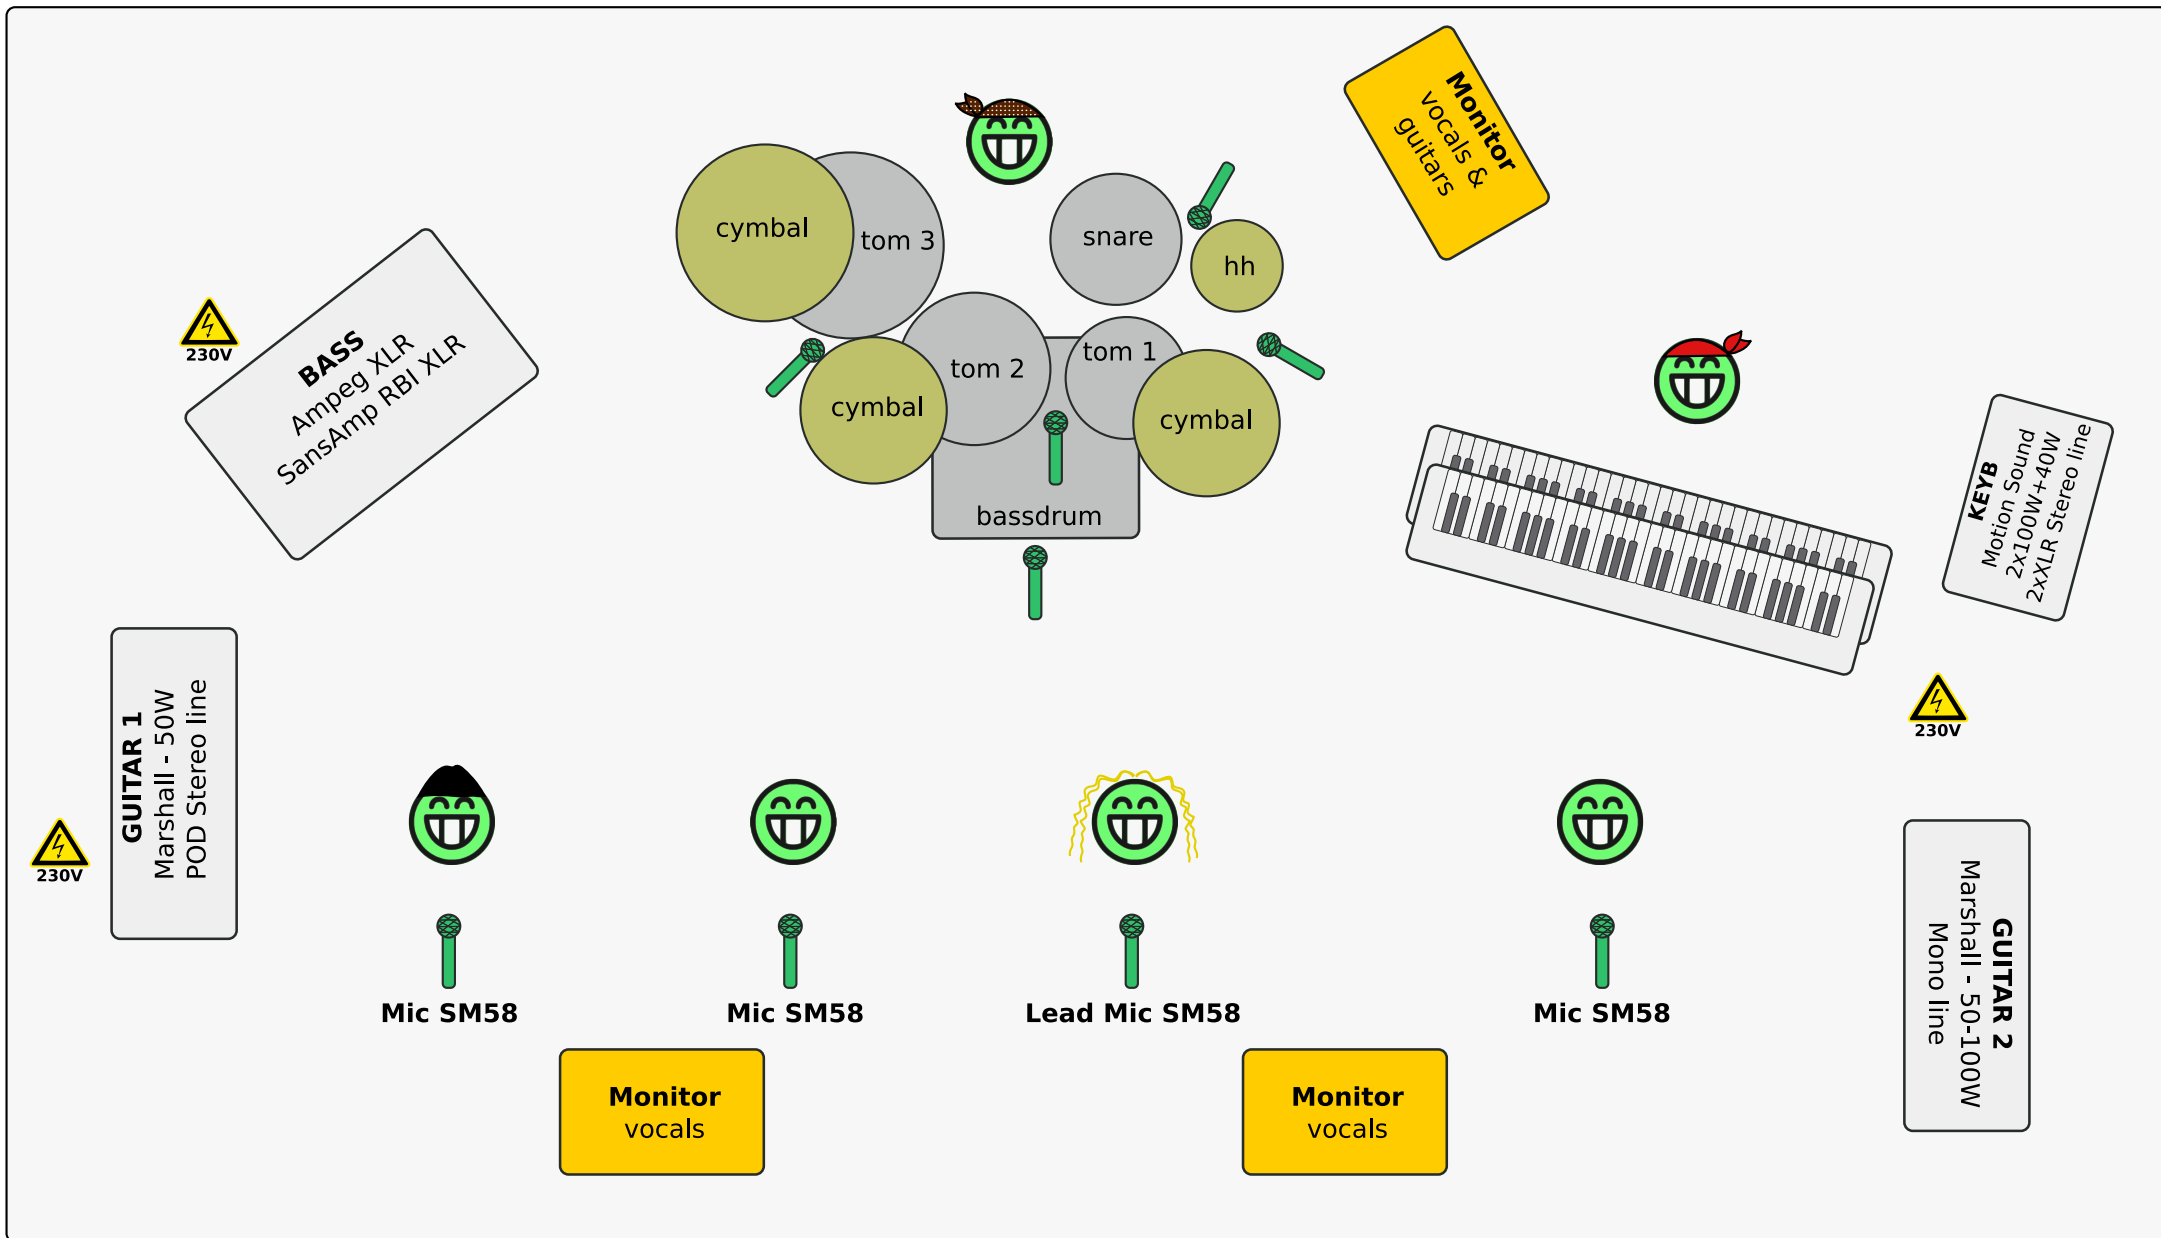 Monitor
vocals &
guitars
cymbal
tom 3
snare
hh
230V
BASS
Ampeg XLR
SansAmp RBI XLR
tom 2
tom 1
cymbal
cymbal
bassdrum
KEYB
Motion Sound
2x100W+40W
2xXLR Stereo line
230V
GUITAR 1
Marshall - 50W
POD Stereo line
230V
GUITAR 2
Marshall - 50-100W
Mono line
Mic SM58
Mic SM58
Lead Mic SM58
Mic SM58
Monitor
vocals
Monitor
vocals